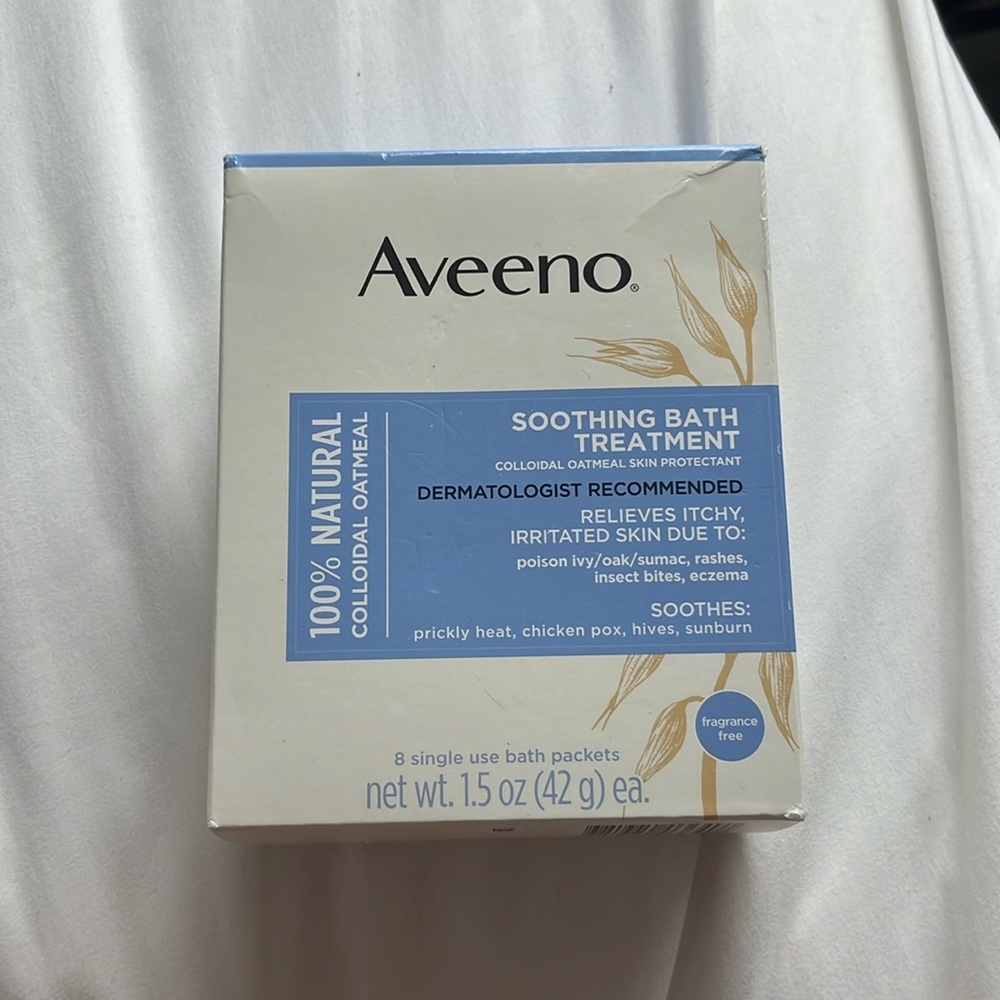 Aveeno®
100% NATURAL
COLLOIDAL OATMEAL
SOOTHING BATH
TREATMENT
COLLOIDAL OATMEAL SKIN PROTECTANT
DERMATOLOGIST RECOMMENDED
RELIEVES ITCHY,
IRRITATED SKIN DUE TO:
poison ivy/oak/sumac, rashes,
insect bites, eczema
SOOTHES:
prickly heat, chicken pox, hives, sunburn
fragrance
free
8 single use bath packets
net wt. 1.5 oz (42 g) ea.